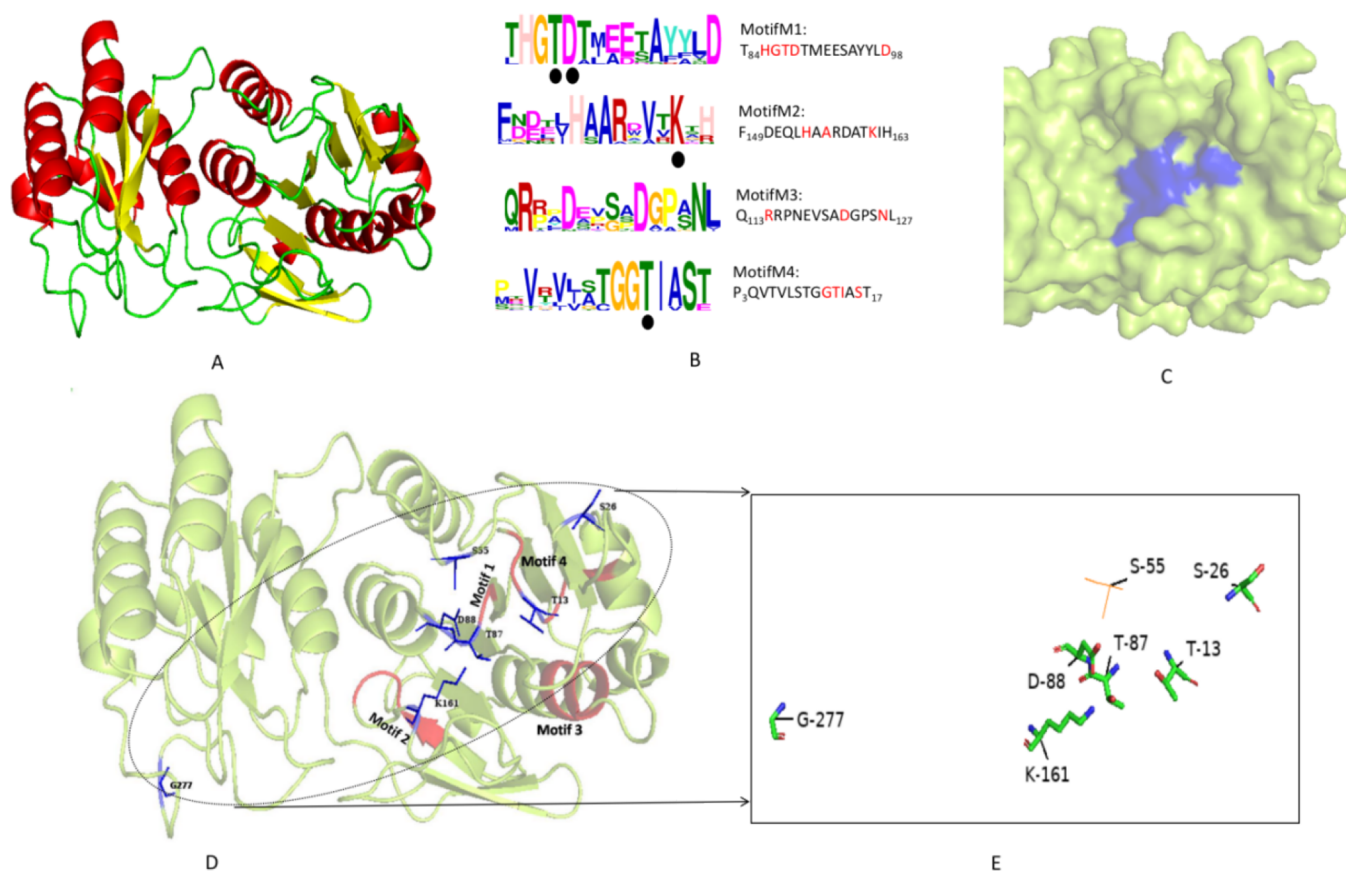 THGTDTMEETAYYLD
MotifM1:
T84HGTDTMEESAYYLD98
MotifM2:
F149DEQLHAARDATKIH163
MotifM3:
Q113RRPNEVSADGPSNL127
MotifM4:
P3QVTVLSTGGTIAST17
A
B
C
S26
S55
Motif 4
Motif 1
T13
D88
T87
K161
Motif 2
Motif 3
G277
S-55
S-26
T-87
T-13
D-88
G-277
K-161
D
E